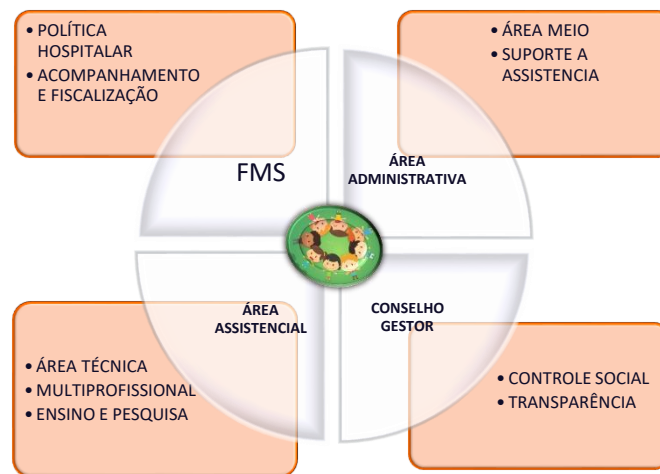 • POLÍTICA
HOSPITALAR
• ACOMPANHAMENTO
E FISCALIZAÇÃO
• ÁREA MEIO
• SUPORTE A
ASSISTENCIA
FMS
ÁREA
ADMINISTRATIVA
ÁREA
ASSISTENCIAL
CONSELHO
GESTOR
• ÁREA TÉCNICA
• MULTIPROFISSIONAL
• ENSINO E PESQUISA
• CONTROLE SOCIAL
• TRANSPARÊNCIA